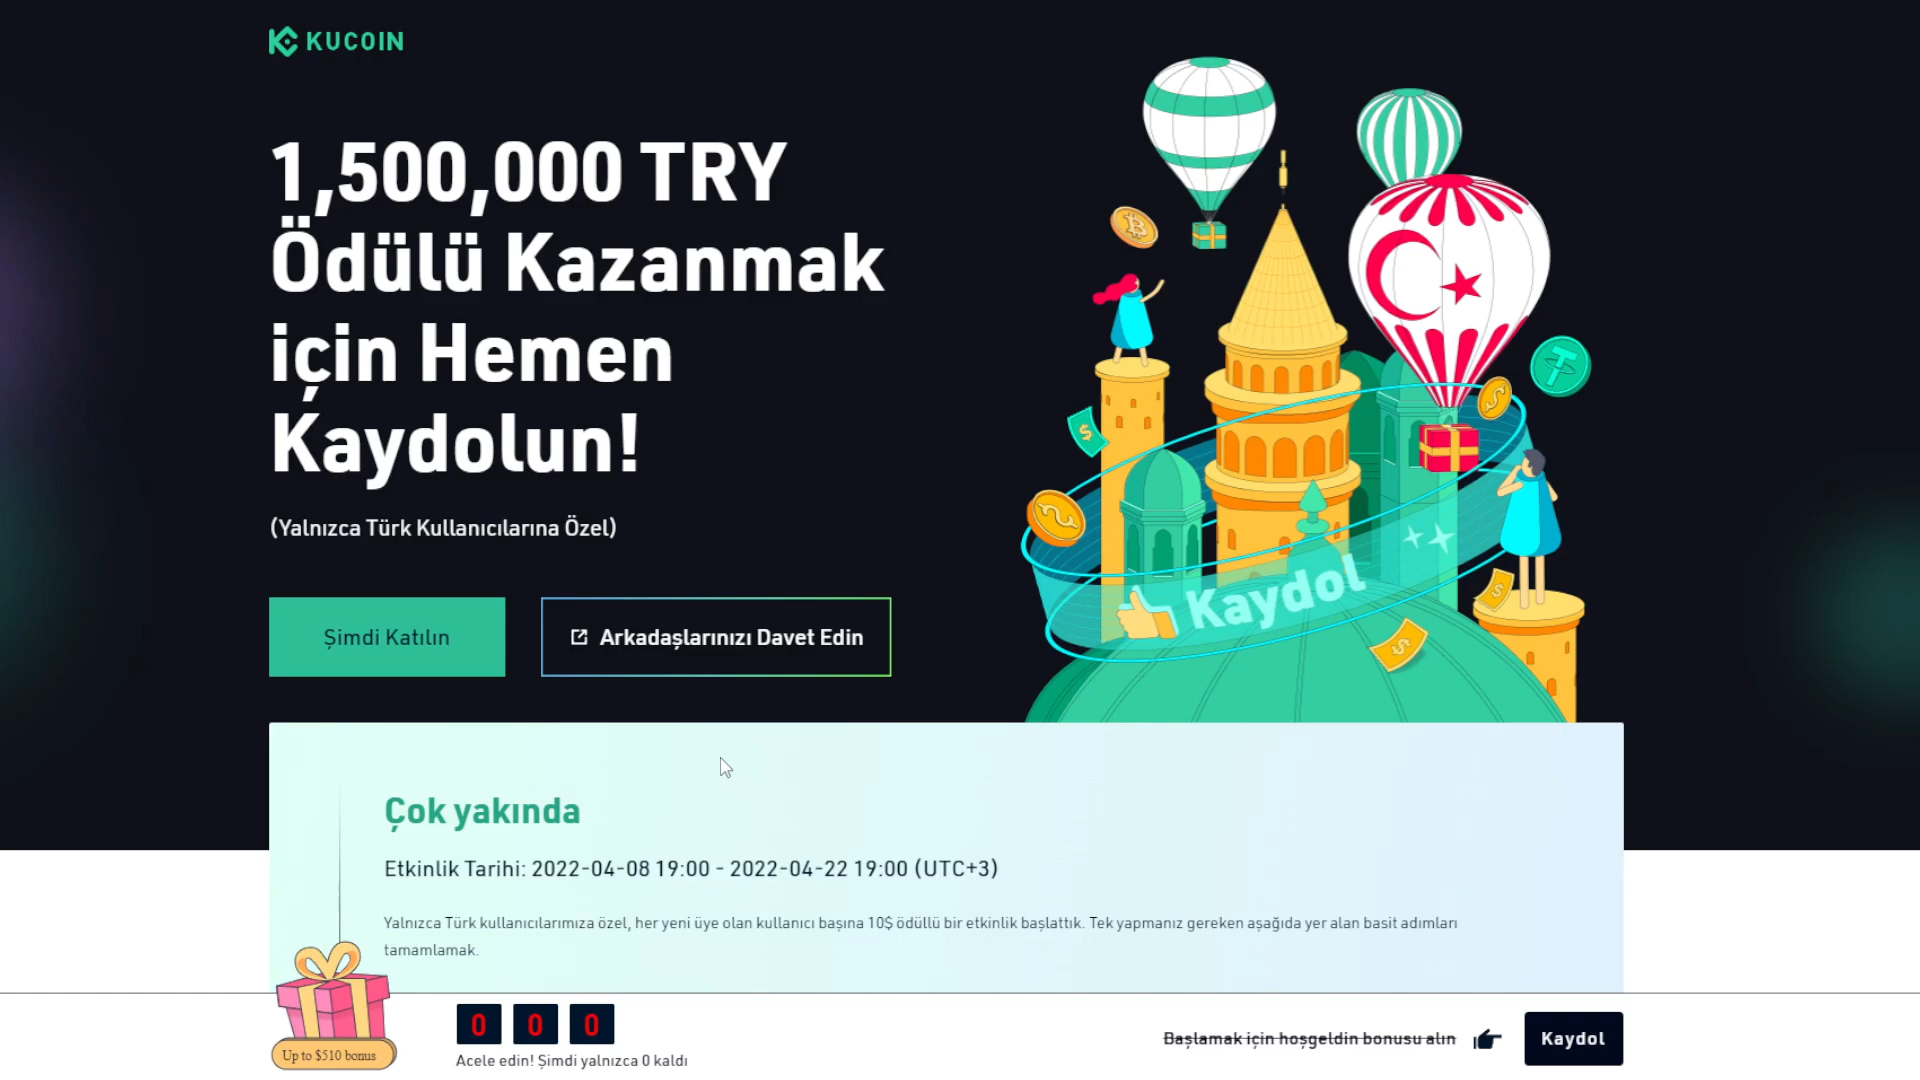 KUCOIN
1,500,000 TRY
Ödülü Kazanmak
için Hemen
Kaydolun!
(Yalnızca Türk Kullanıcılarına Özel)
Şimdi Katılın
Arkadaşlarınızı Davet Edin
Kaydol
Çok yakında
Etkinlik Tarihi: 2022-04-08 19:00 - 2022-04-22 19:00 (UTC+3)
Yalnızca Türk kullanıcılarımıza özel, her yeni üye olan kullanıcı başına 10$ ödüllü bir etkinlik başlattık. Tek yapmanız gereken aşağıda yer alan basit adımları
tamamlamak.
Up to $510 bonus
0 0 0
Acele edin! Şimdi yalnızca 0 kaldı
Başlamak için hoşgeldin bonusu alın
Kaydol